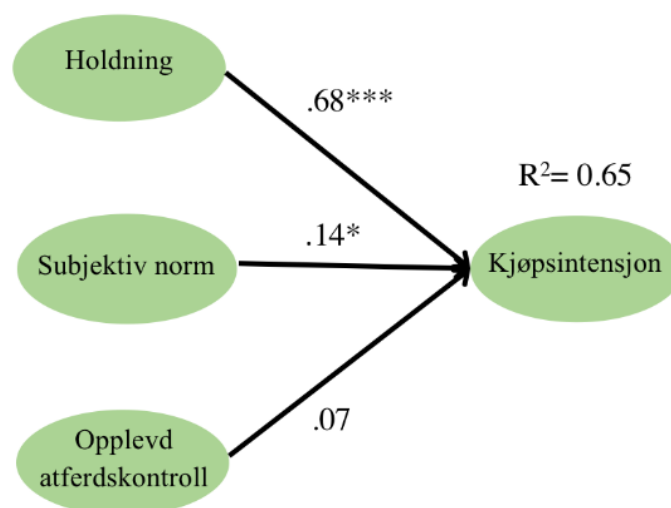 Holdning
.68***
R²= 0.65
.14*
Subjektiv norm
Kjøpsintensjon
.07
Opplevd
atferdskontroll